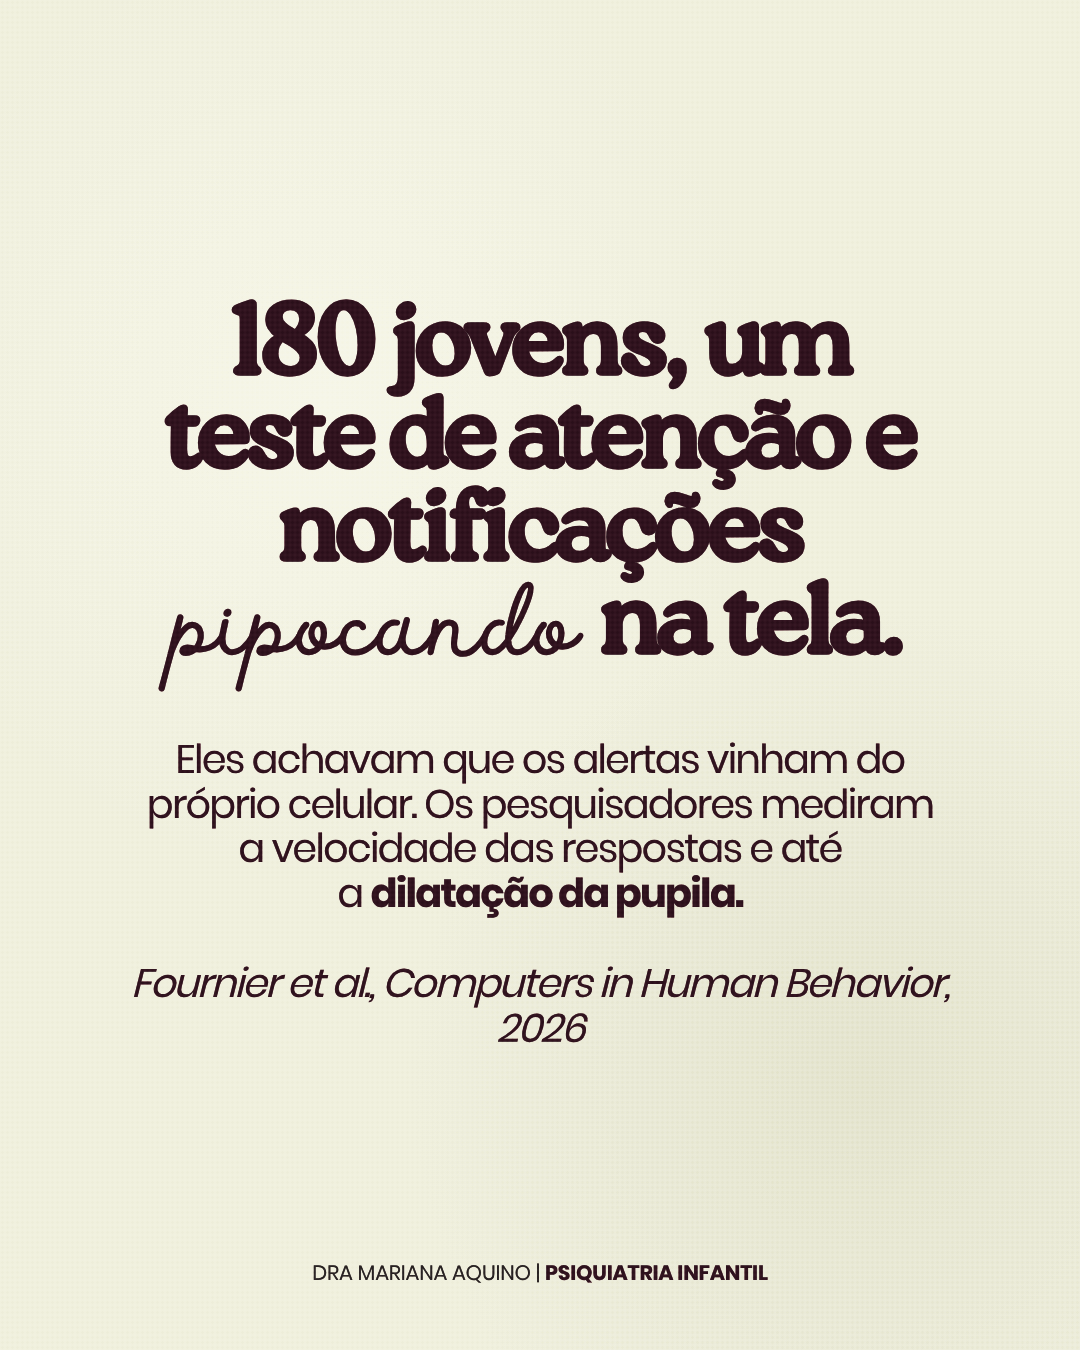 180 jovens, um
teste de atenção e
notificações
pipocando na tela.
Eles achavam que os alertas vinham do
próprio celular. Os pesquisadores mediram
a velocidade das respostas e até
a dilatação da pupila.
Fournier et al., Computers in Human Behavior,
2026
DRA MARIANA AQUINO | PSIQUIATRIA INFANTIL